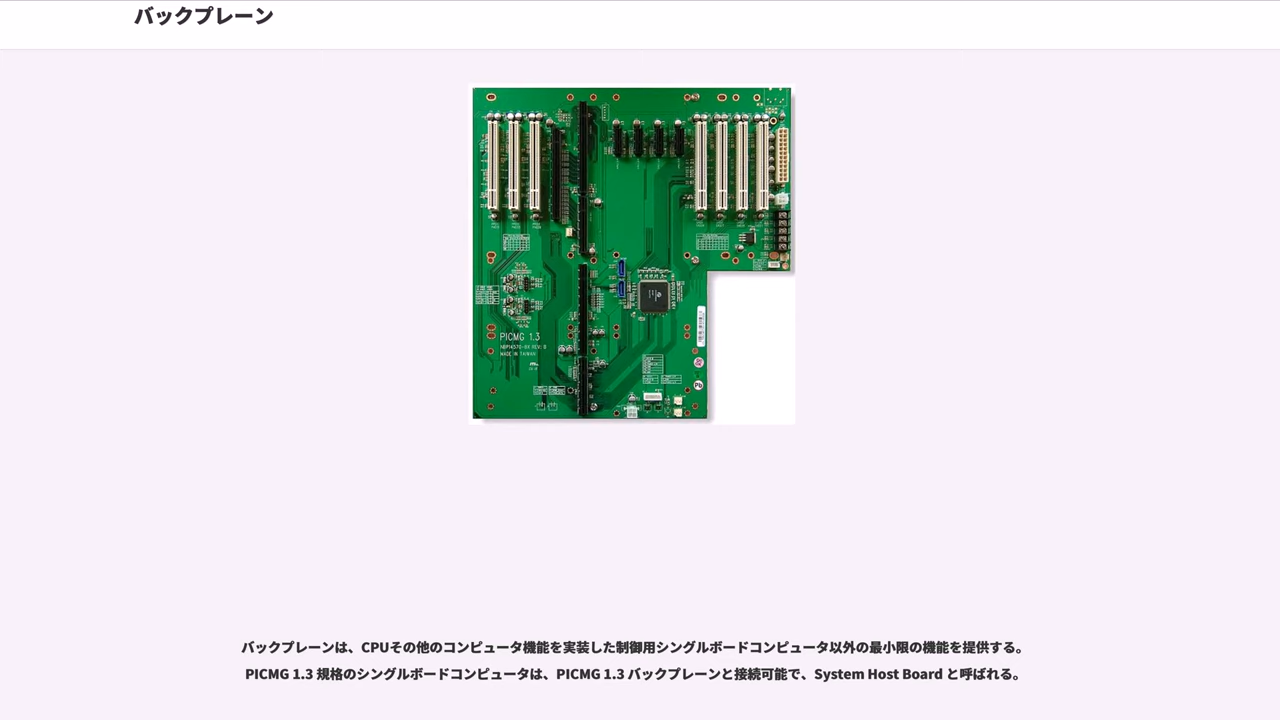 バックプレーン
PICMG 1.3
MADE IN TAIWAN
Pb
バックプレーンは、CPUその他のコンピュータ機能を実装した制御用シングルボードコンピュータ以外の最小限の機能を提供する。
PICMG 1.3 規格のシングルボードコンピュータは、PICMG 1.3 バックプレーンと接続可能で、System Host Board と呼ばれる。